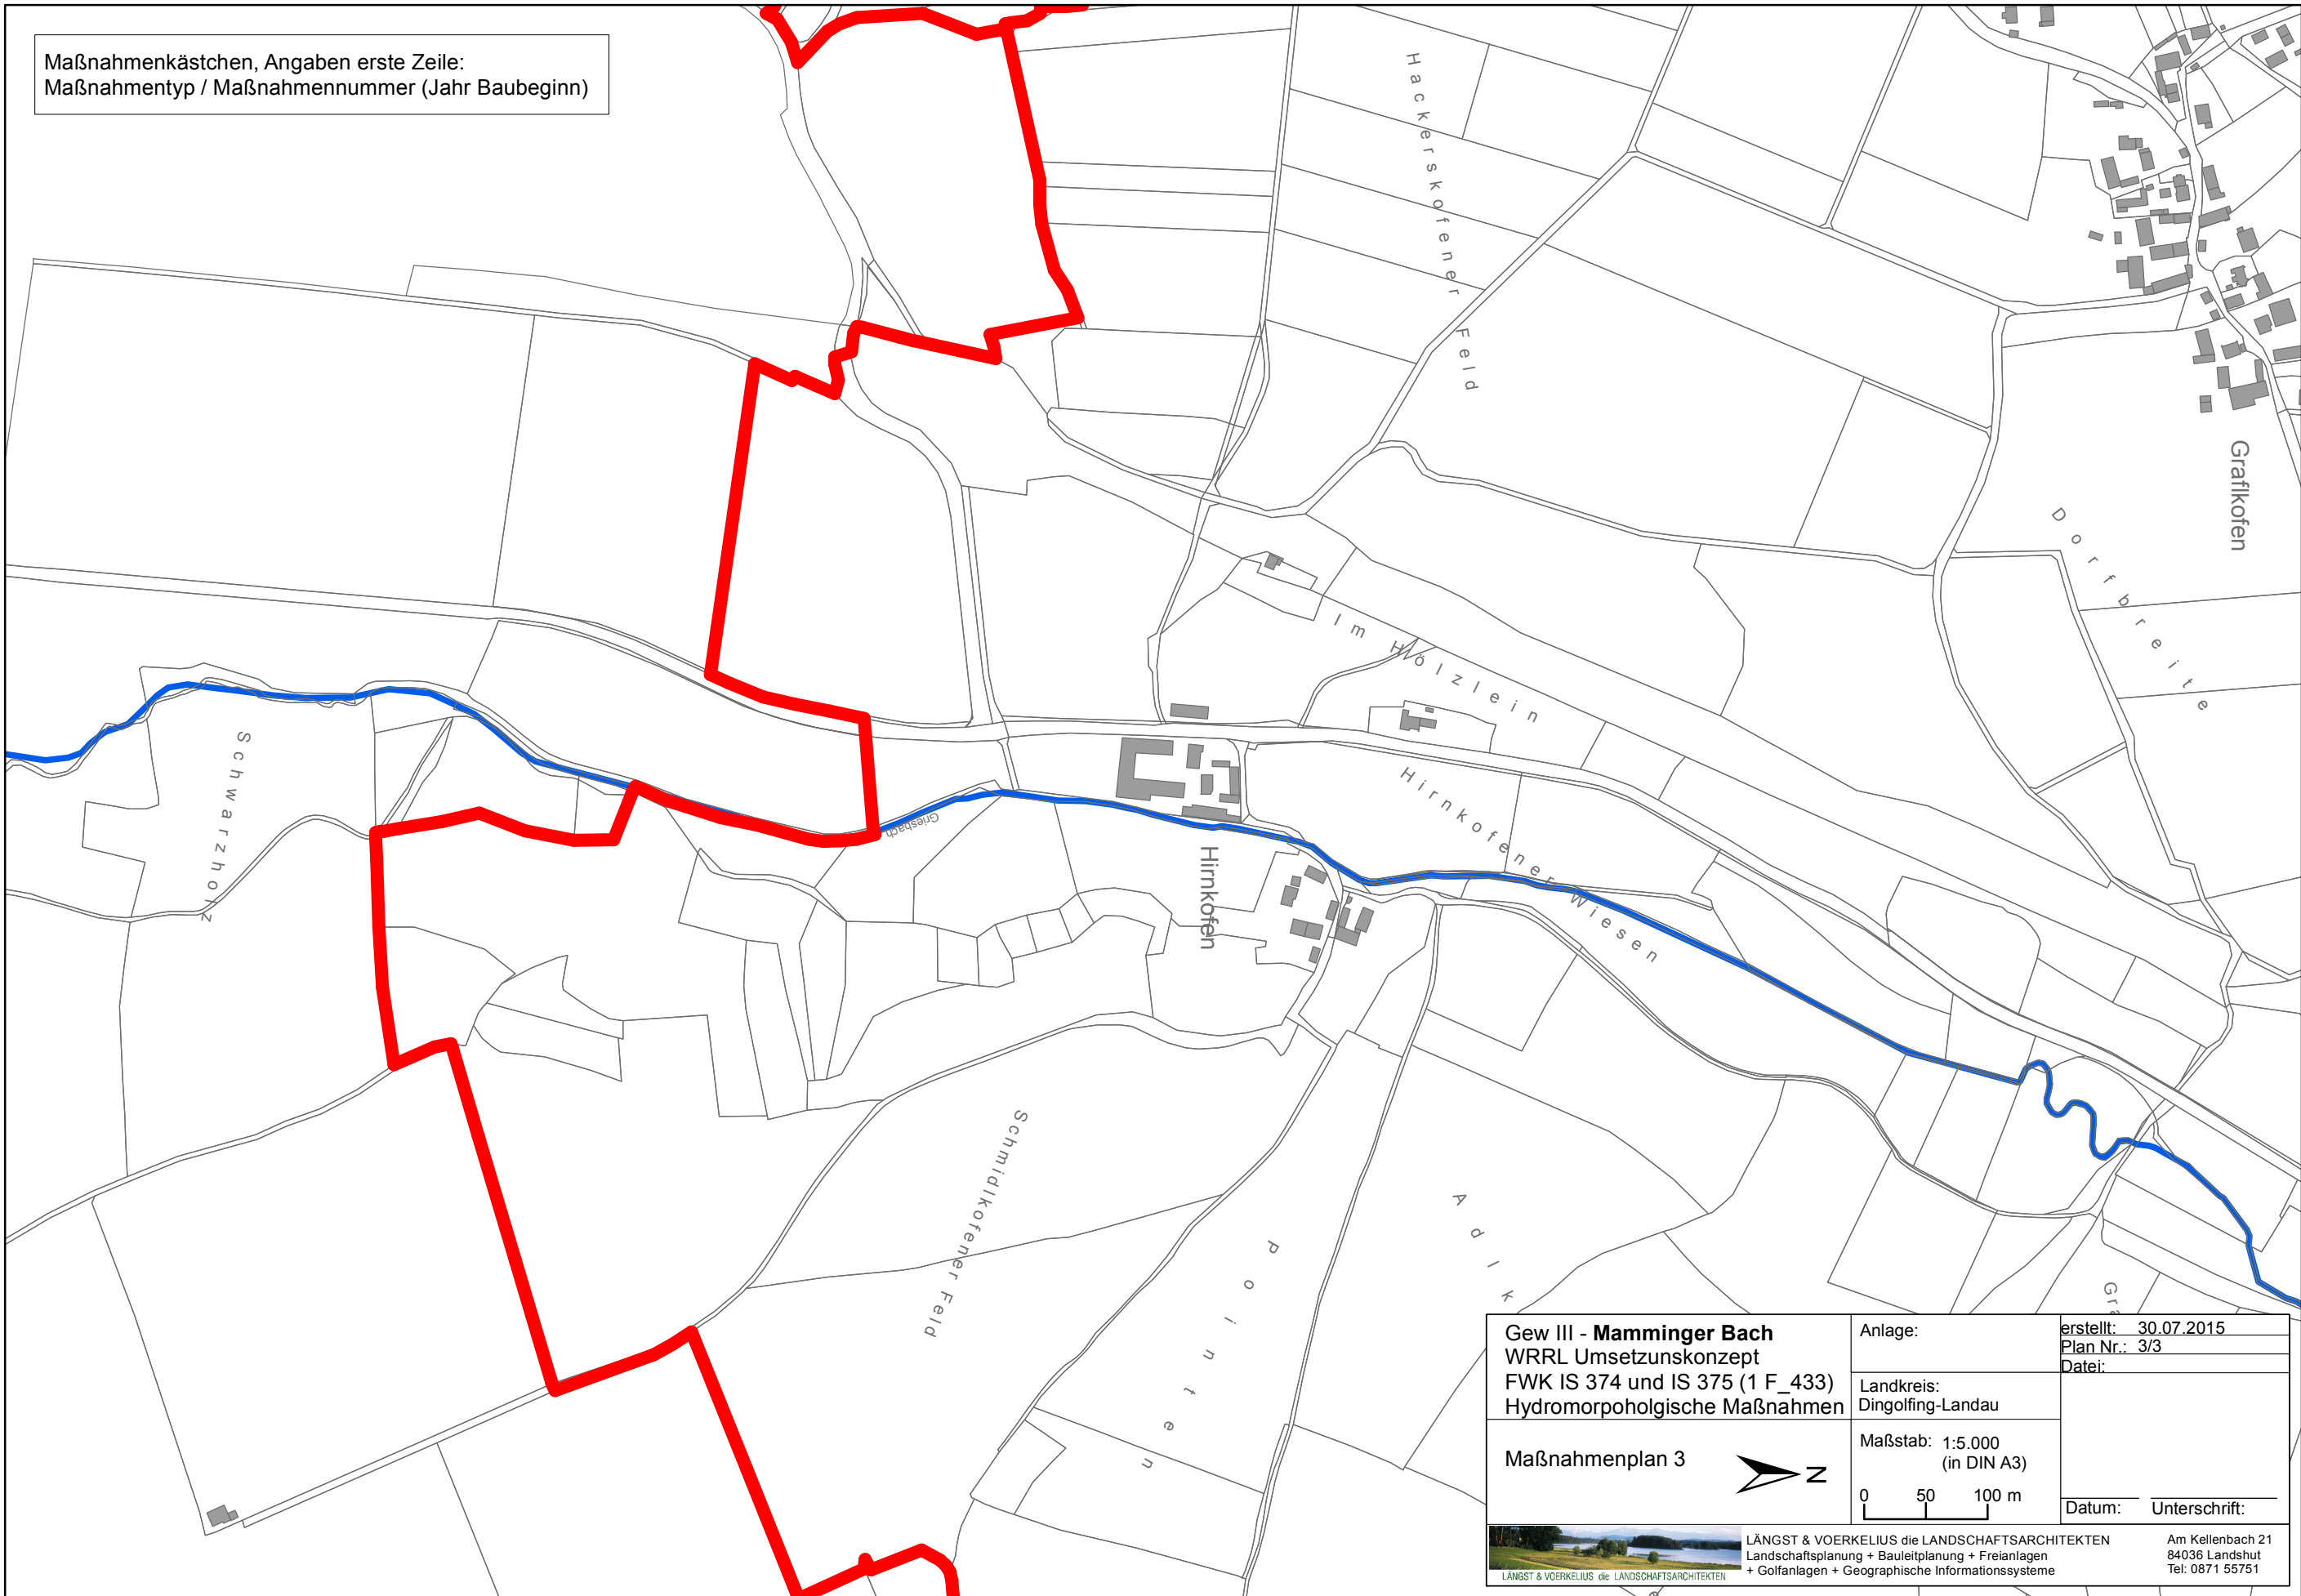 Maßnahmenkästchen, Angaben erste Zeile:
Maßnahmentyp / Maßnahmennummer (Jahr Baubeginn)
Hackerskofener Feld
Graflkofen
Dorfbreite
Im Hölzlein
Hirnkofener Wiesen
Schwarzholz
Griesbach
Hirnkofen
Schmidlkofener Feld
Pointen
Adlk
Gra
Gew III - Mamminger Bach
WRRL Umsetzunskonzept
FWK IS 374 und IS 375 (1 F_433)
Hydromorpoholgische Maßnahmen
Maßnahmenplan 3
N
Anlage:
Landkreis:
Dingolfing-Landau
Maßstab: 1:5.000
(in DIN A3)
0 50 100 m
erstellt: 30.07.2015
Plan Nr.: 3/3
Datei:
Datum: Unterschrift:
LÄNGST & VOERKELIUS die LANDSCHAFTSARCHITEKTEN
LÄNGST & VOERKELIUS die LANDSCHAFTSARCHITEKTEN
Landschaftsplanung + Bauleitplanung + Freianlagen
+ Golfanlagen + Geographische Informationssysteme
Am Kellenbach 21
84036 Landshut
Tel: 0871 55751